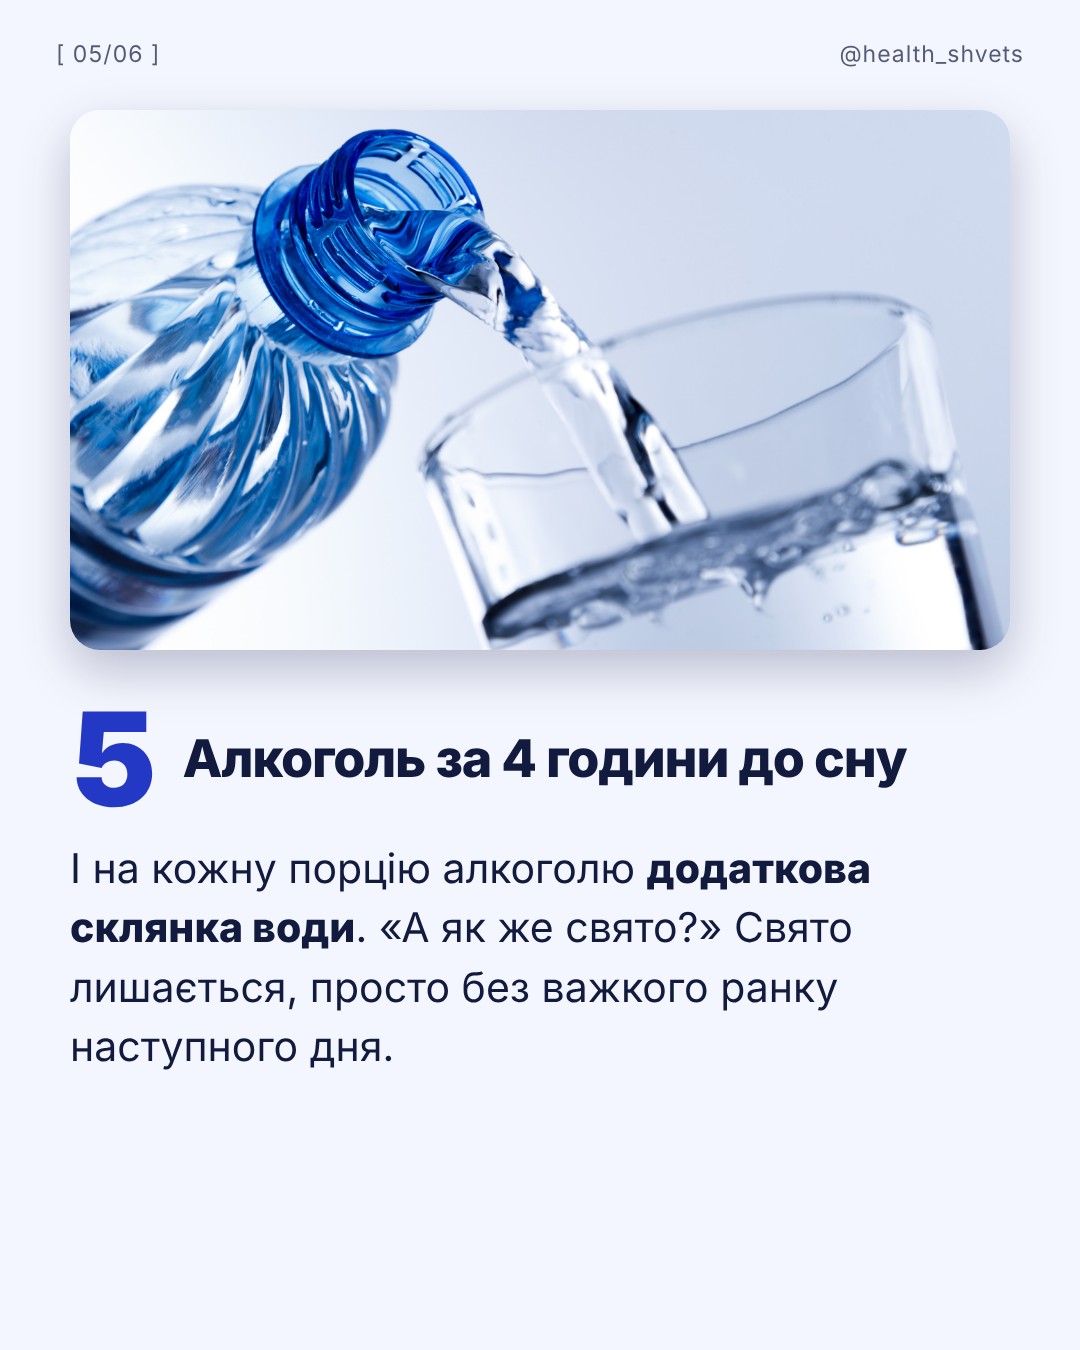 [ 05/06 ]
@health_shvets
5 Алкоголь за 4 години до сну
І на кожну порцію алкоголю додаткова
склянка води. «А як же свято?» Свято
лишається, просто без важкого ранку
наступного дня.